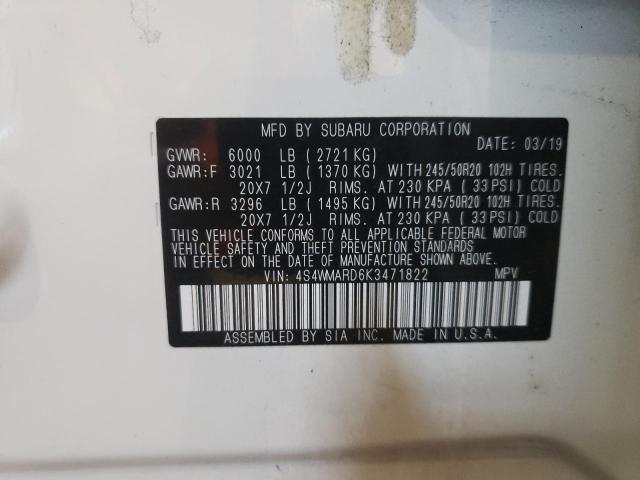 MFD BY SUBARU CORPORATION
DATE: 03/19
GVWR: 6000 LB (2721 KG)
GAWR:F 3021 LB (1370 KG) WITH 245/50R20 102H TIRES.
20X7 1/2J RIMS. AT 230 KPA (33 PSI) COLD
GAWR:R 3296 LB (1495 KG) WITH 245/50R20 102H TIRES.
20X7 1/2J RIMS. AT 230 KPA (33 PSI) COLD
THIS VEHICLE CONFORMS TO ALL APPLICABLE FEDERAL MOTOR
VEHICLE SAFETY AND THEFT PREVENTION STANDARDS
IN EFFECT ON THE DATE OF MANUFACTURE SHOWN ABOVE.
VIN: 4S4WMARD6K3471822 MPV
ASSEMBLED BY SIA INC. MADE IN U.S.A.